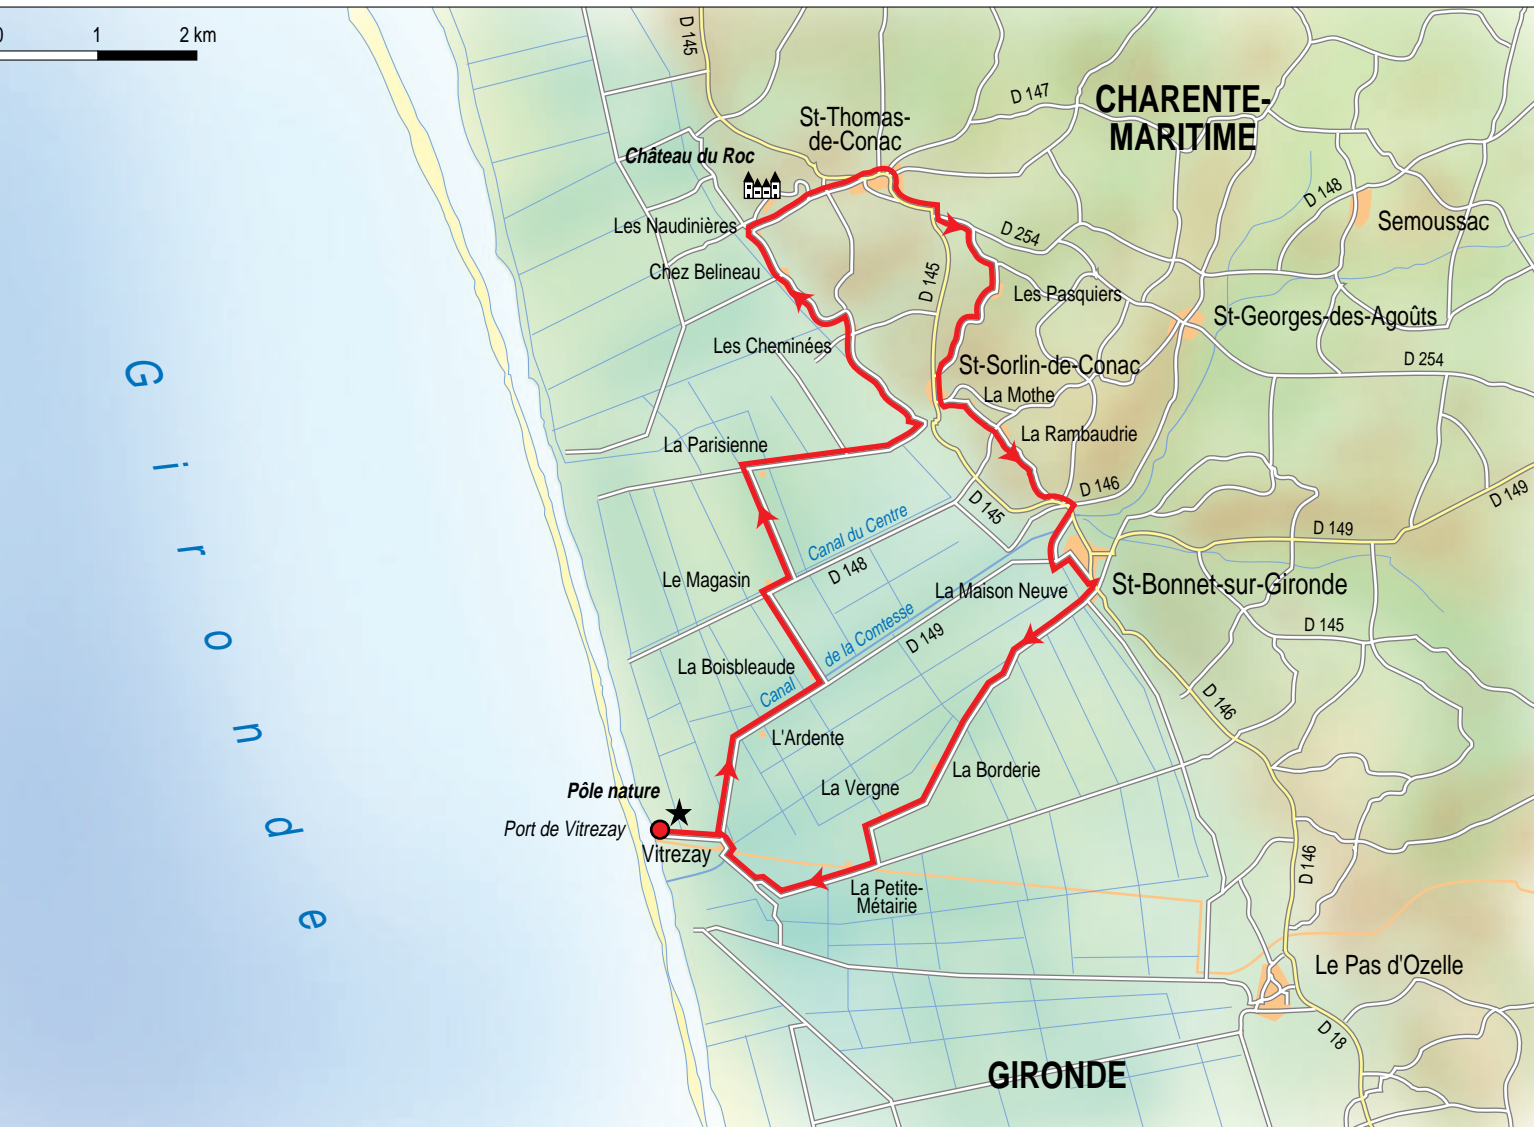 0 1 2 km
D 145
D 147
CHARENTE-
MARITIME
St-Thomas-
de-Conac
Château du Roc
D 148
Semoussac
Les Naudinières
D 254
Chez Belineau
D 145
Les Pasquiers
St-Georges-des-Agoûts
Les Cheminées
D 254
St-Sorlin-de-Conac
La Mothe
Gironde
La Rambaudrie
La Parisienne
D 146
D 149
D 145
Canal du Centre
D 149
D 148
Le Magasin
La Maison Neuve
St-Bonnet-sur-Gironde
Canal de la Comtesse
D 149
D 145
La Boisbleaude
D 146
L'Ardente
La Borderie
La Vergne
Pôle nature
Port de Vitrezay
Vitrezay
D 146
La Petite-
Métairie
Le Pas d'Ozelle
D 18
GIRONDE